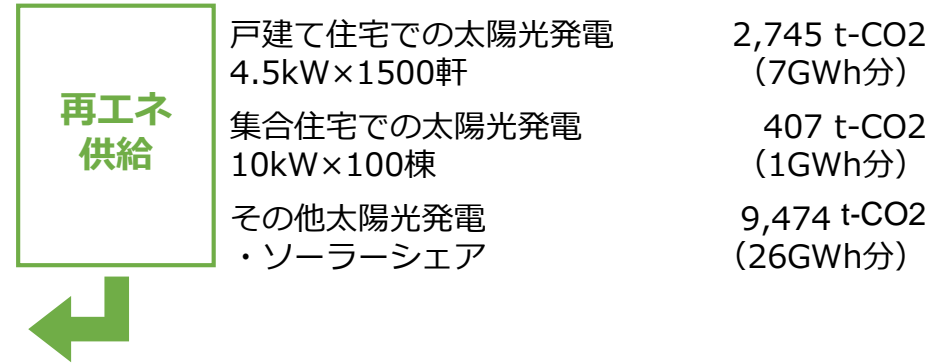 再エネ
供給
戸建て住宅での太陽光発電 2,745 t-CO2
4.5kW×1500軒 （7GWh分）
集合住宅での太陽光発電 407 t-CO2
10kW×100棟 （1GWh分）
その他太陽光発電 9,474 t-CO2
・ソーラーシェア （26GWh分）